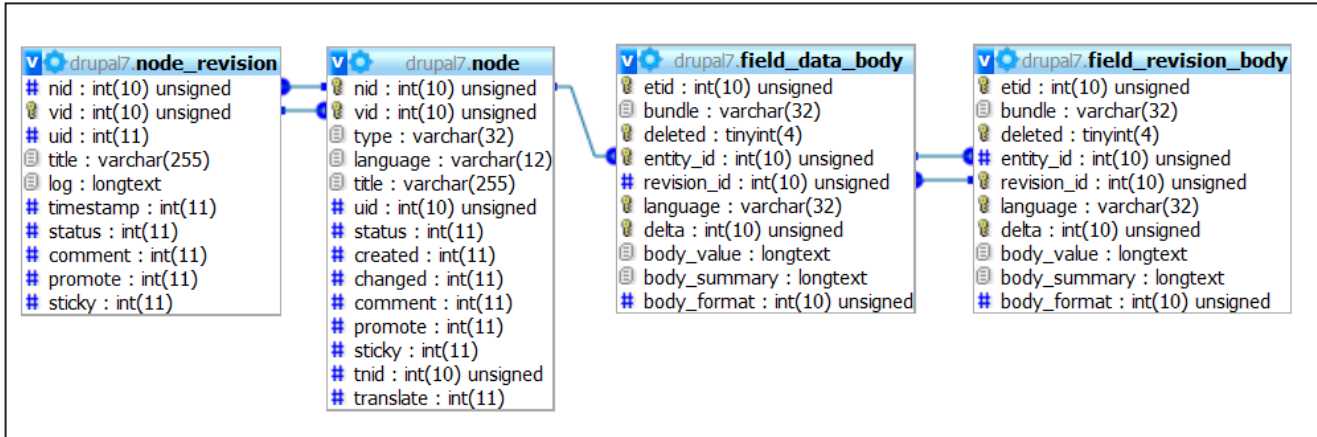 drupal7.node_revision
nid : int(10) unsigned
vid : int(10) unsigned
uid : int(11)
title : varchar(255)
log : longtext
timestamp : int(11)
status : int(11)
comment : int(11)
promote : int(11)
sticky : int(11)
drupal7.node
nid : int(10) unsigned
vid : int(10) unsigned
type : varchar(32)
language : varchar(12)
title : varchar(255)
uid : int(10) unsigned
status : int(11)
created : int(11)
changed : int(11)
comment : int(11)
promote : int(11)
sticky : int(11)
tnid : int(10) unsigned
translate : int(11)
drupal7.field_data_body
etid : int(10) unsigned
bundle : varchar(32)
deleted : tinyint(4)
entity_id : int(10) unsigned
revision_id : int(10) unsigned
language : varchar(32)
delta : int(10) unsigned
body_value : longtext
body_summary : longtext
body_format : int(10) unsigned
drupal7.field_revision_body
etid : int(10) unsigned
bundle : varchar(32)
deleted : tinyint(4)
entity_id : int(10) unsigned
revision_id : int(10) unsigned
language : varchar(32)
delta : int(10) unsigned
body_value : longtext
body_summary : longtext
body_format : int(10) unsigned